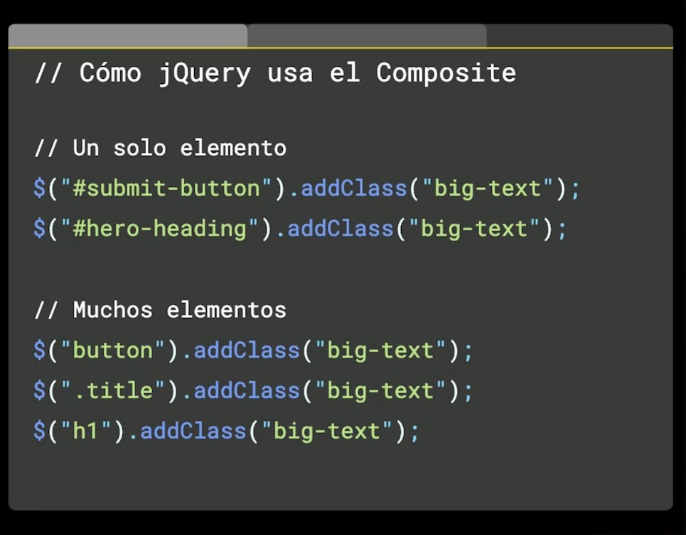 // Cómo jQuery usa el Composite
// Un solo elemento
$("#submit-button").addClass("big-text");
$("#hero-heading").addClass("big-text");
// Muchos elementos
$("button").addClass("big-text");
$(".title").addClass("big-text");
$("h1").addClass("big-text");